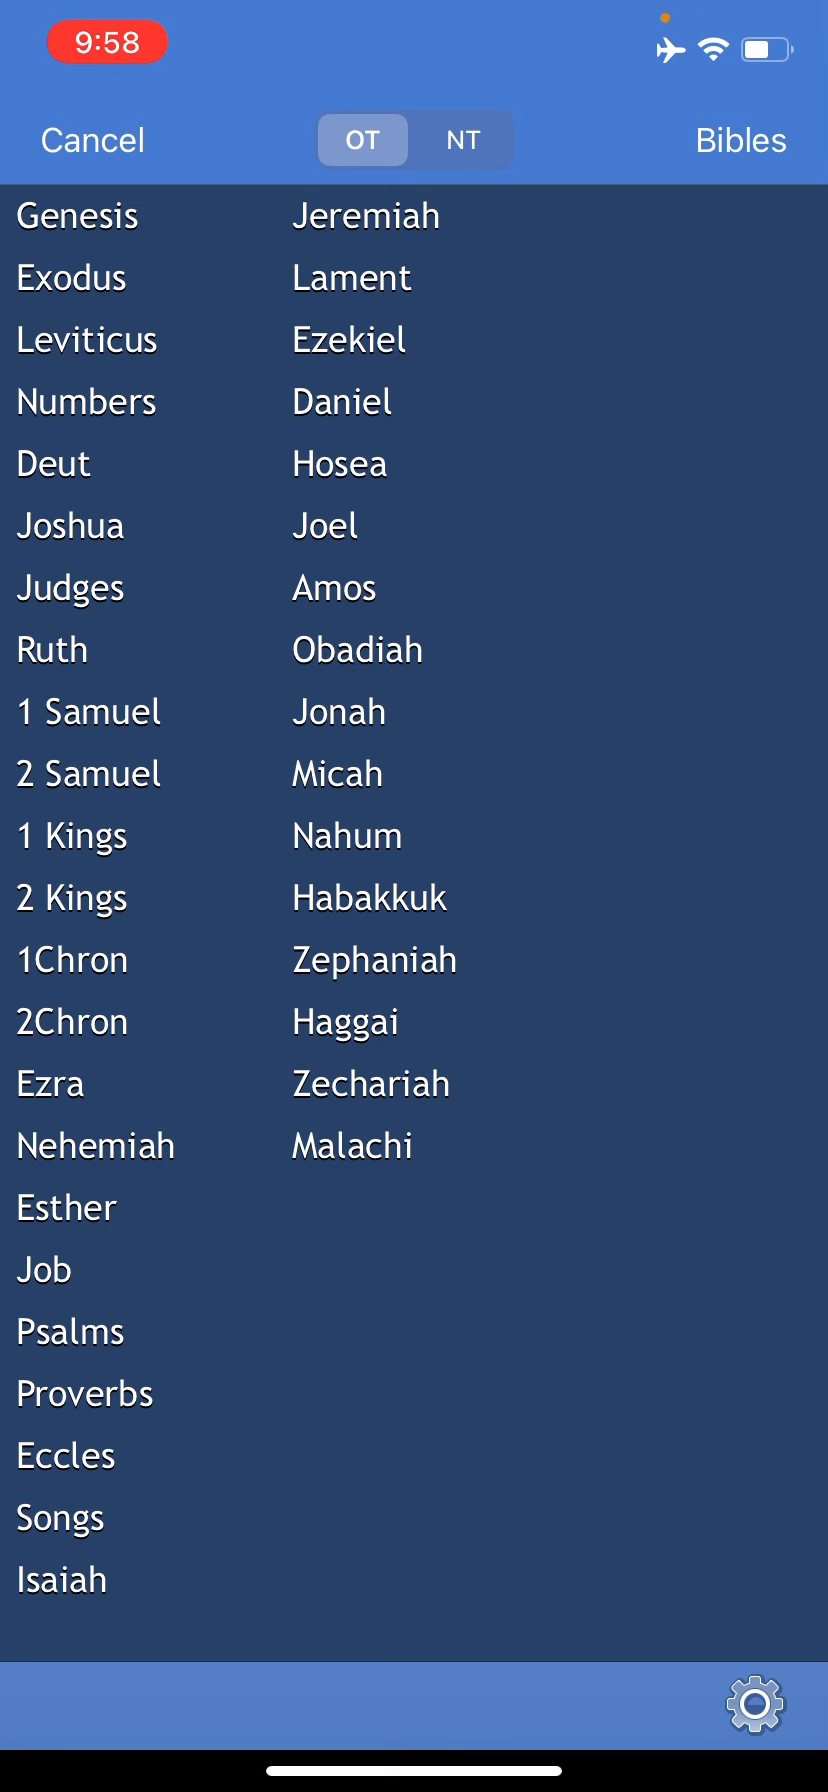 9:58
Cancel
OT
NT
Bibles
Genesis
Exodus
Leviticus
Numbers
Deut
Joshua
Judges
Ruth
1 Samuel
2 Samuel
1 Kings
2 Kings
1Chron
2Chron
Ezra
Nehemiah
Esther
Job
Psalms
Proverbs
Eccles
Songs
Isaiah
Jeremiah
Lament
Ezekiel
Daniel
Hosea
Joel
Amos
Obadiah
Jonah
Micah
Nahum
Habakkuk
Zephaniah
Haggai
Zechariah
Malachi